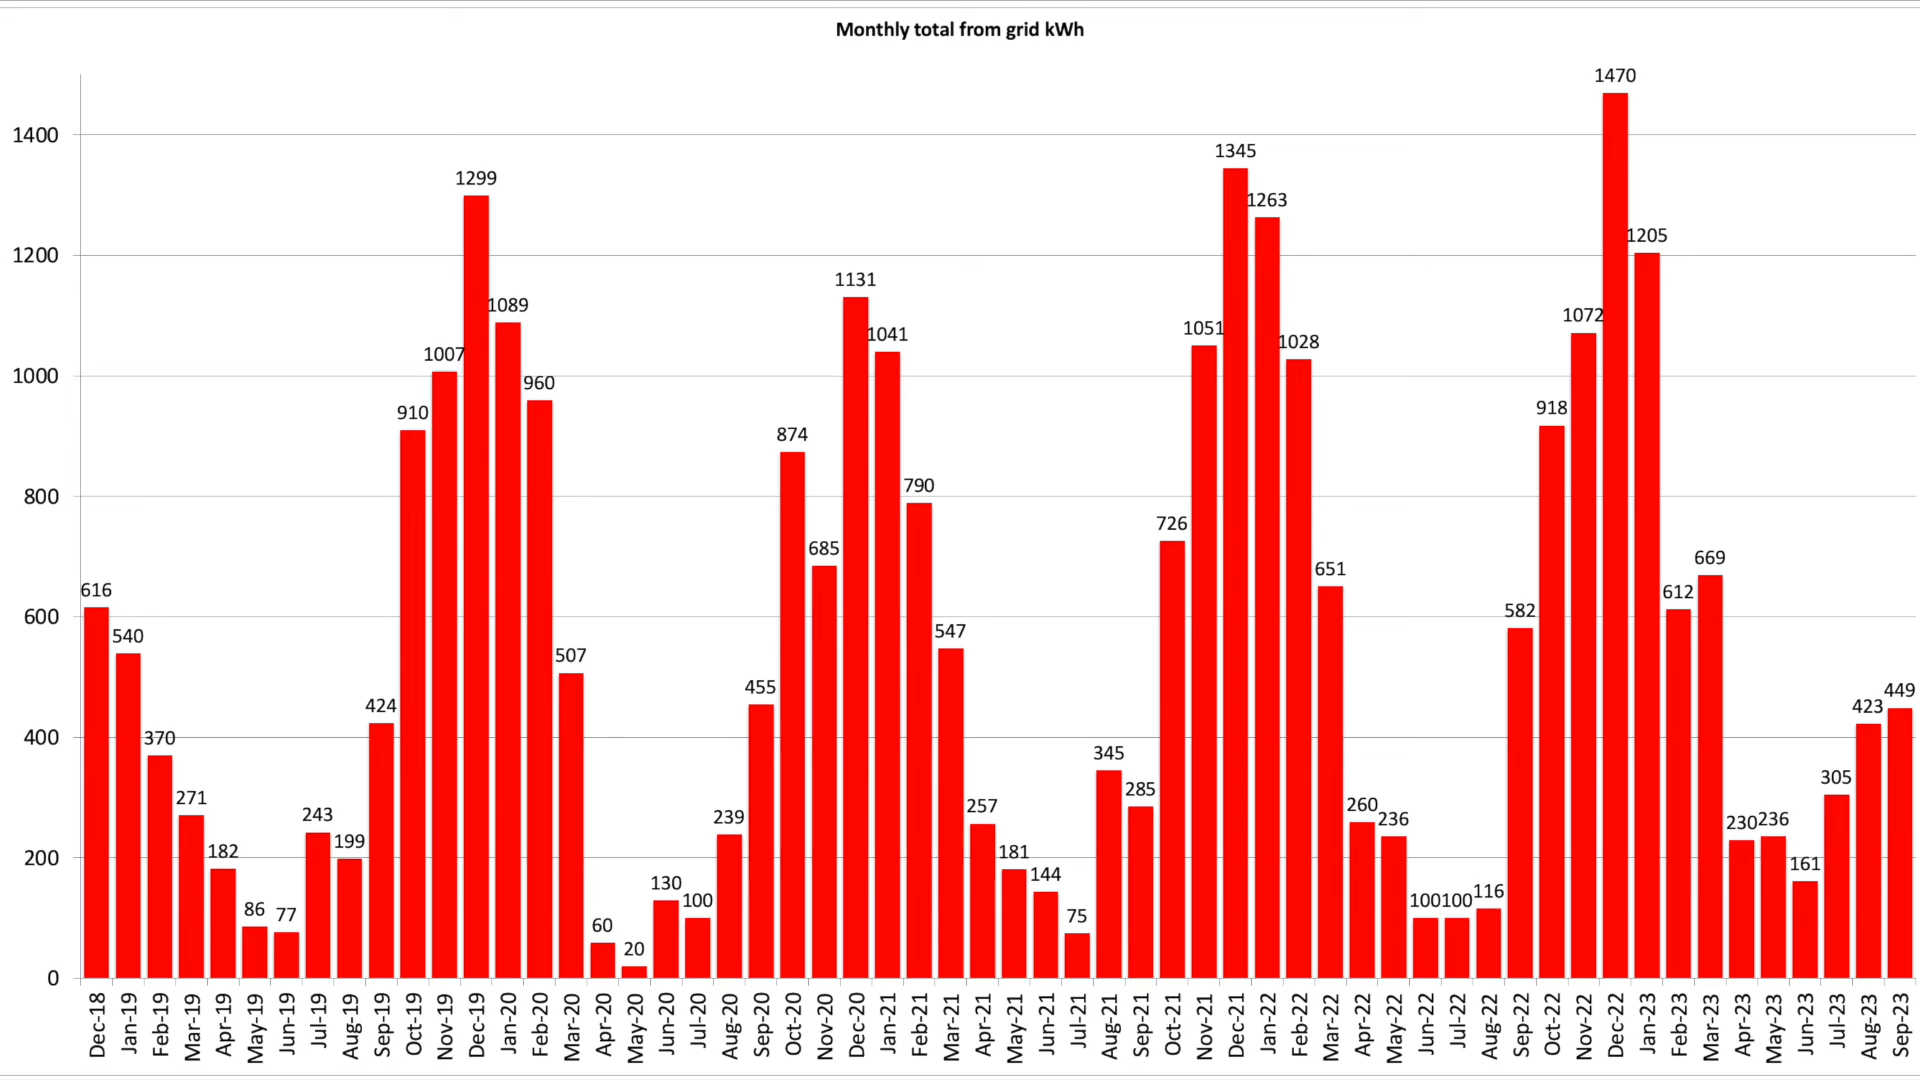 Monthly total from grid kWh
1470
1400
1345
1299
1263
1205
1200
1131
1089
1072
1051
1041
1028
1007
1000
960
918
910
874
800
790
726
685
669
651
616
612
600
582
547
540
507
455
449
424
423
400
370
345
305
285
271
260
257
243
239
236
230
236
200
199
182
181
161
144
130
116
100
100
100
86
77
75
60
20
0
Dec-18
Jan-19
Feb-19
Mar-19
Apr-19
May-19
Jun-19
Jul-19
Aug-19
Sep-19
Oct-19
Nov-19
Dec-19
Jan-20
Feb-20
Mar-20
Apr-20
May-20
Jun-20
Jul-20
Aug-20
Sep-20
Oct-20
Nov-20
Dec-20
Jan-21
Feb-21
Mar-21
Apr-21
May-21
Jun-21
Jul-21
Aug-21
Sep-21
Oct-21
Nov-21
Dec-21
Jan-22
Feb-22
Mar-22
Apr-22
May-22
Jun-22
Jul-22
Aug-22
Sep-22
Oct-22
Nov-22
Dec-22
Jan-23
Feb-23
Mar-23
Apr-23
May-23
Jun-23
Jul-23
Aug-23
Sep-23